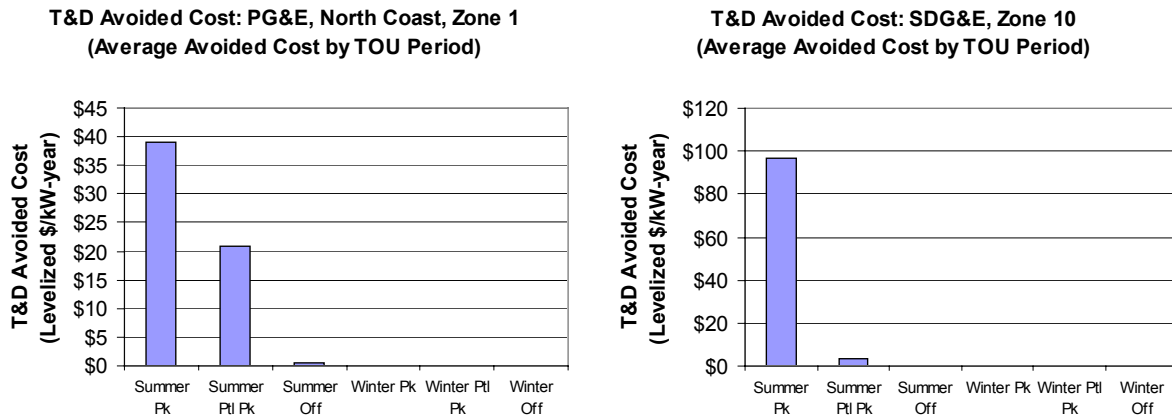 T&D Avoided Cost: PG&E, North Coast, Zone 1
(Average Avoided Cost by TOU Period)
T&D Avoided Cost
(Levelized $/kW-year)
$45
$40
$35
$30
$25
$20
$15
$10
$5
$0
Summer Pk
Summer Ptl Pk
Summer Off
Winter Pk
Winter Ptl Pk
Winter Off
T&D Avoided Cost: SDG&E, Zone 10
(Average Avoided Cost by TOU Period)
T&D Avoided Cost
(Levelized $/kW-year)
$120
$100
$80
$60
$40
$20
$0
Summer Pk
Summer Ptl Pk
Summer Off
Winter Pk
Winter Ptl Pk
Winter Off